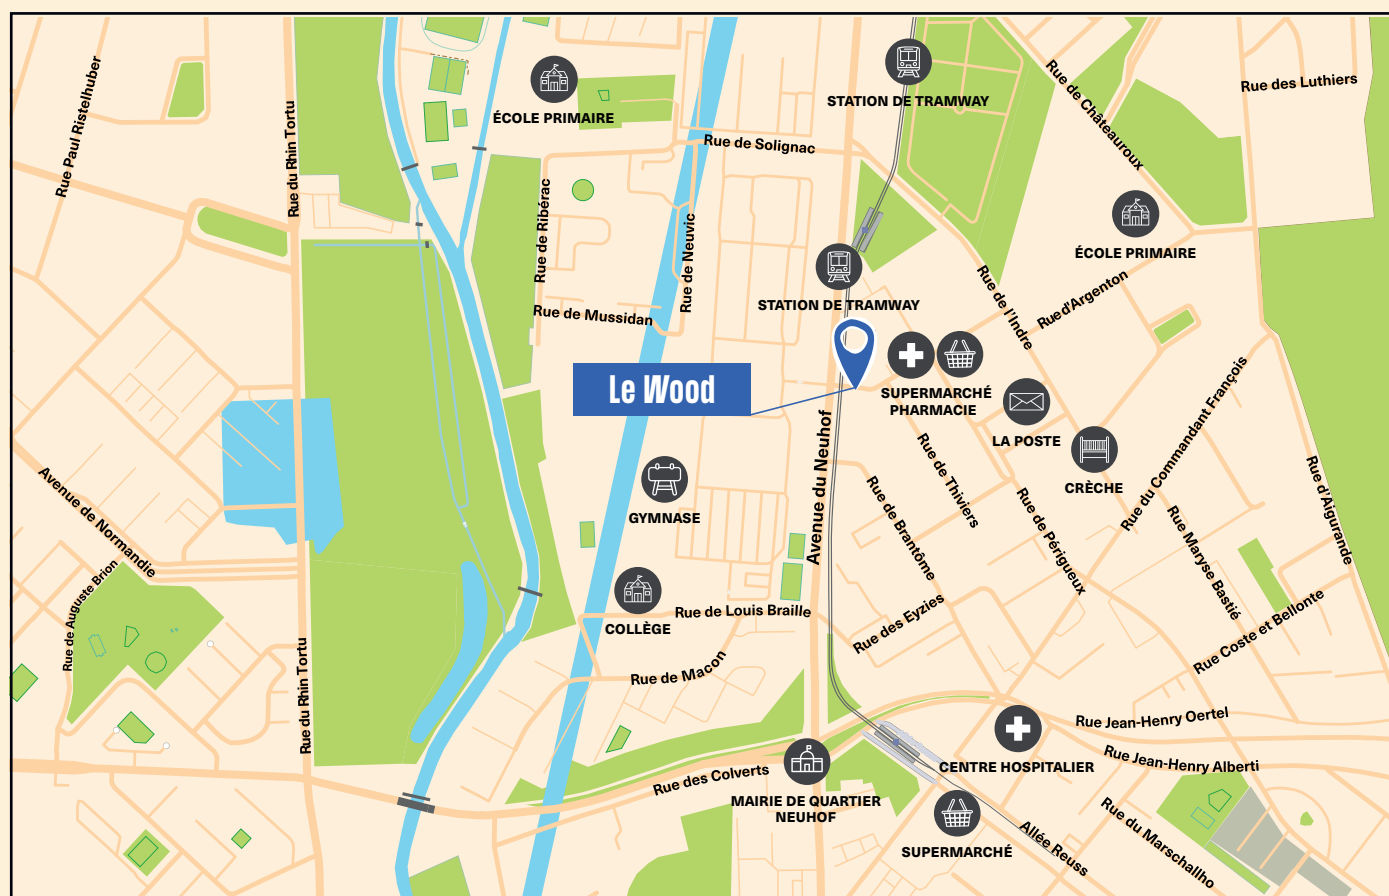 STATION DE TRAMWAY
Rue Paul Ristelhuber
Rue du Rhin Tortu
ÉCOLE PRIMAIRE
Rue de Solignac
Rue de Châteauroux
Rue des Luthiers
Rue de Ribérac
Rue de Neuvic
ÉCOLE PRIMAIRE
Rue de Mussidan
STATION DE TRAMWAY
Rue de l'Indre
Rue d'Argenton
Le Wood
SUPERMARCHÉ
PHARMACIE
LA POSTE
CRÈCHE
Rue du Commandant François
Avenue du Neuhof
Rue de Thiviers
Rue de Brantôme
Rue de Périgueux
Rue Maryse Bastié
Rue d'Aigurande
Avenue de Normandie
GYMNASE
Rue de Auguste Brion
COLLÈGE
Rue de Louis Braille
Rue des Eyzies
Rue Coste et Bellonte
Rue du Rhin Tortu
Rue de Macon
Rue Jean-Henry Oertel
Rue Jean-Henry Alberti
CENTRE HOSPITALIER
Rue des Colverts
MAIRIE DE QUARTIER
NEUHOF
SUPERMARCHÉ
Allée Reuss
Rue du Marschallho